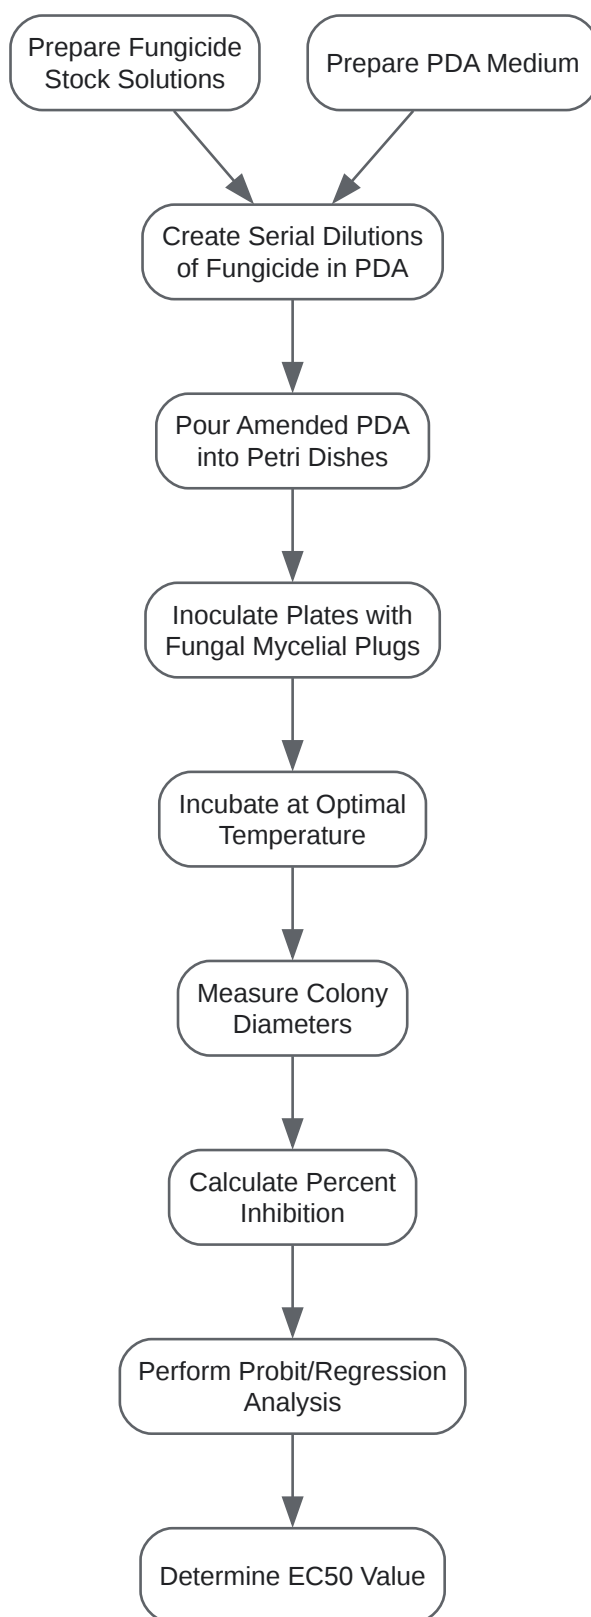 Prepare Fungicide
Stock Solutions
Prepare PDA Medium
Create Serial Dilutions
of Fungicide in PDA
Pour Amended PDA
into Petri Dishes
Inoculate Plates with
Fungal Mycelial Plugs
Incubate at Optimal
Temperature
Measure Colony
Diameters
Calculate Percent
Inhibition
Perform Probit/Regression
Analysis
Determine EC50 Value